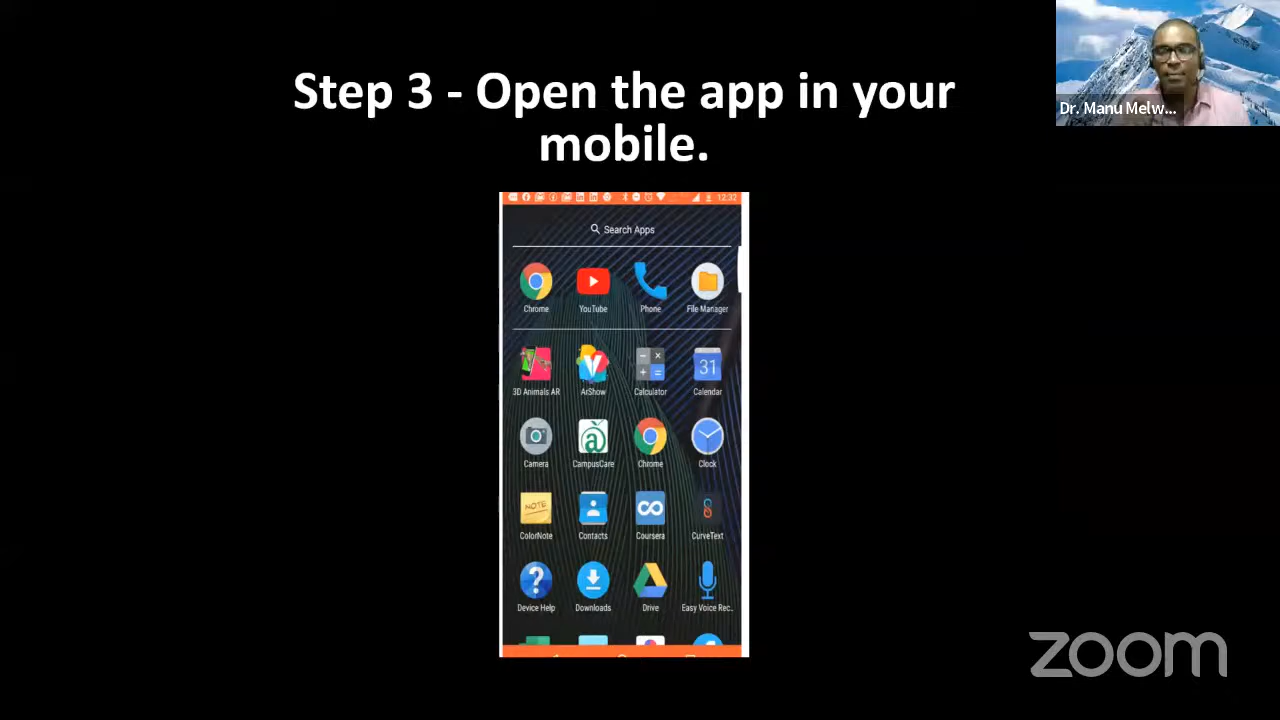 Step 3 - Open the app in your
mobile.
Dr. Manu Melw...
12:32
Search Apps
Chrome YouTube Phone File Manager
31
3D Animals AR ArShow Calculator Calendar
Camera CampusCare Chrome Clock
NOTE
ColorNote Contacts Coursera CurveText
Device Help Downloads Drive Easy Voice Rec..
zoom